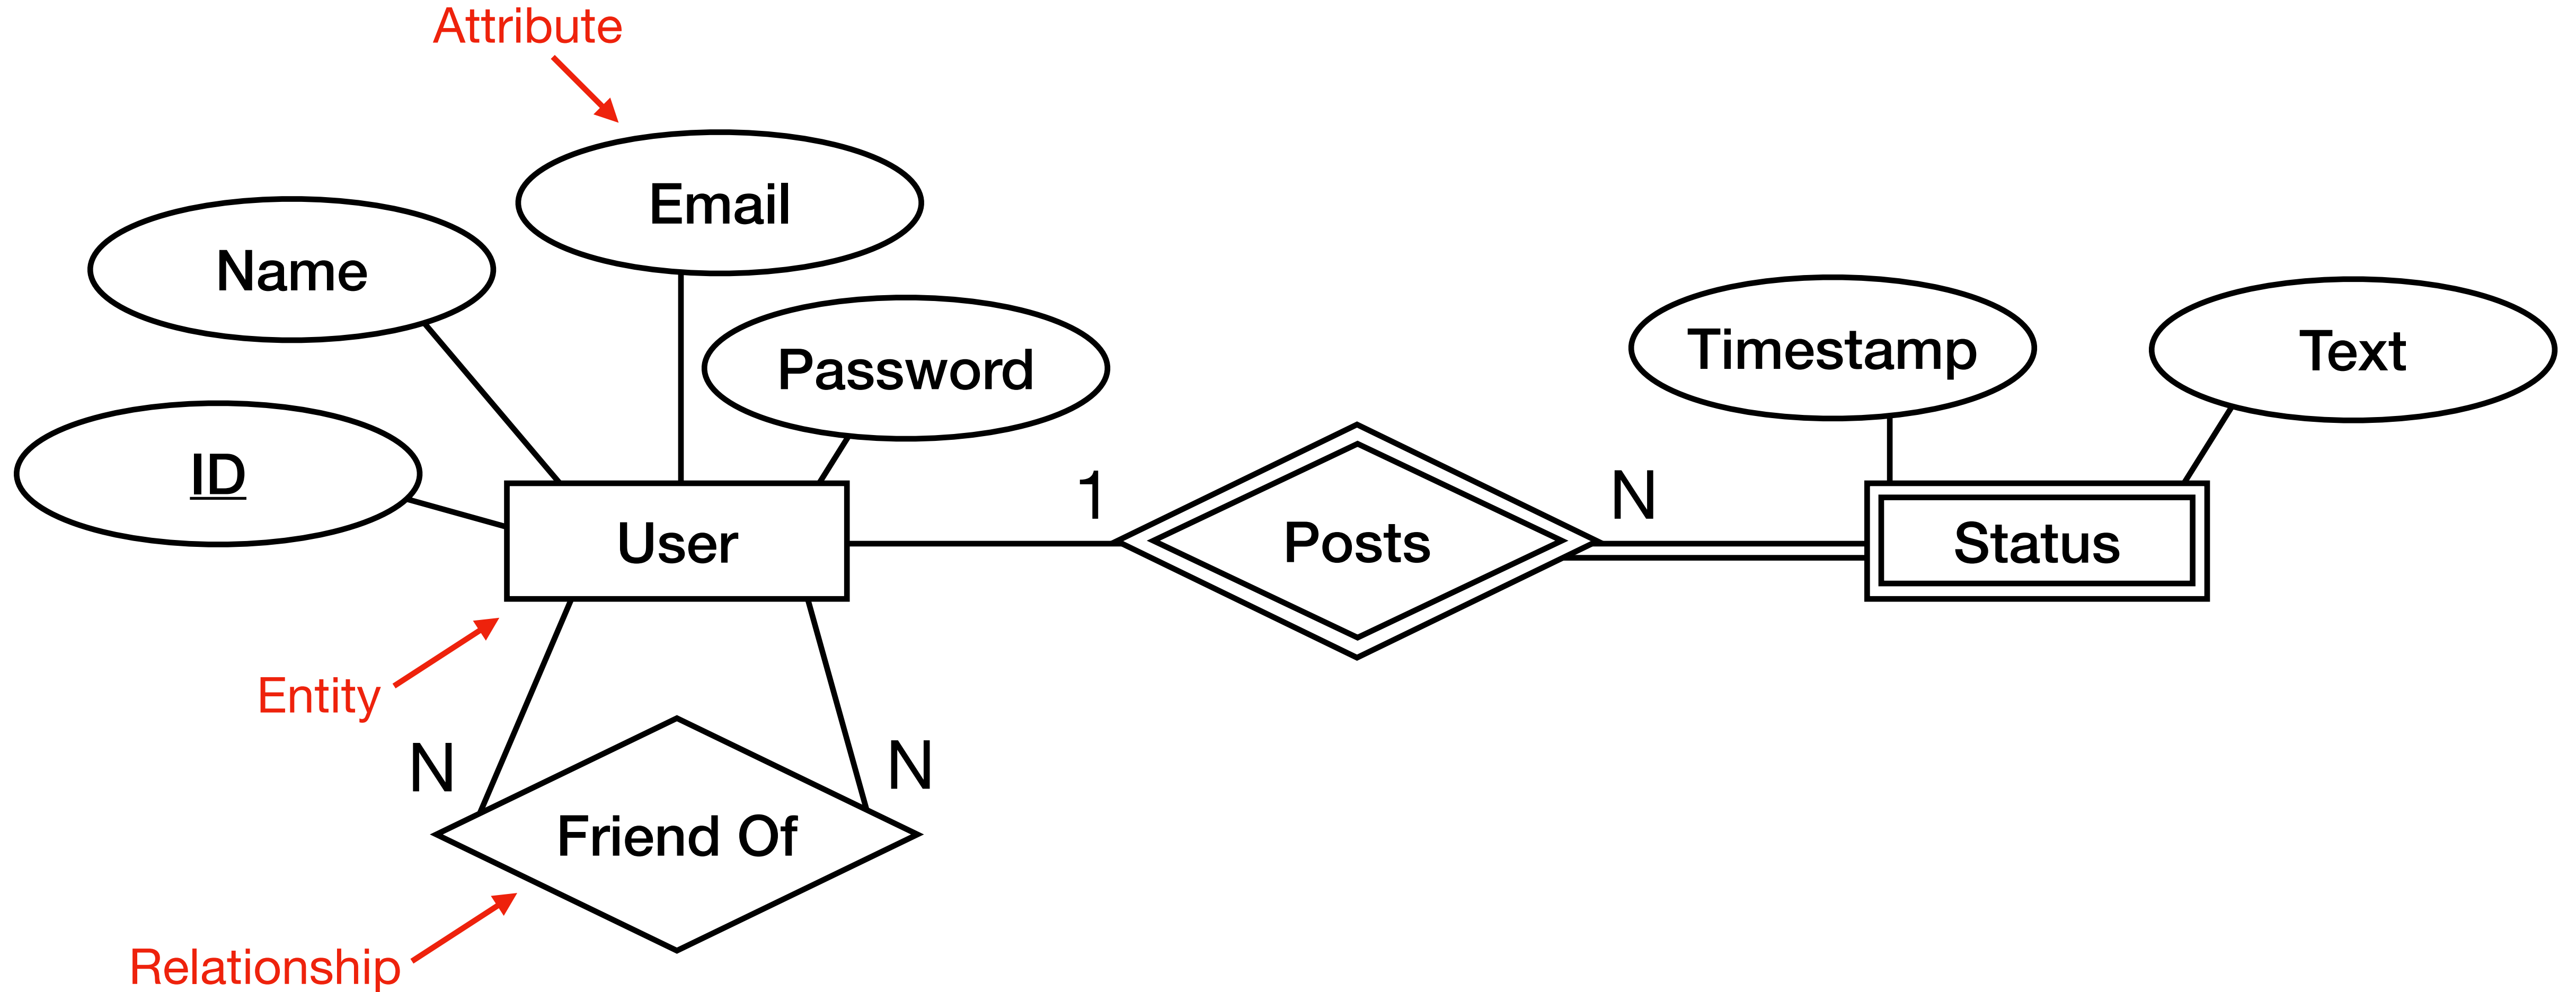 Attribute
Email
Name
Password
Timestamp
Text
ID
User
1
Posts
N
Status
Entity
N
N
Friend Of
Relationship